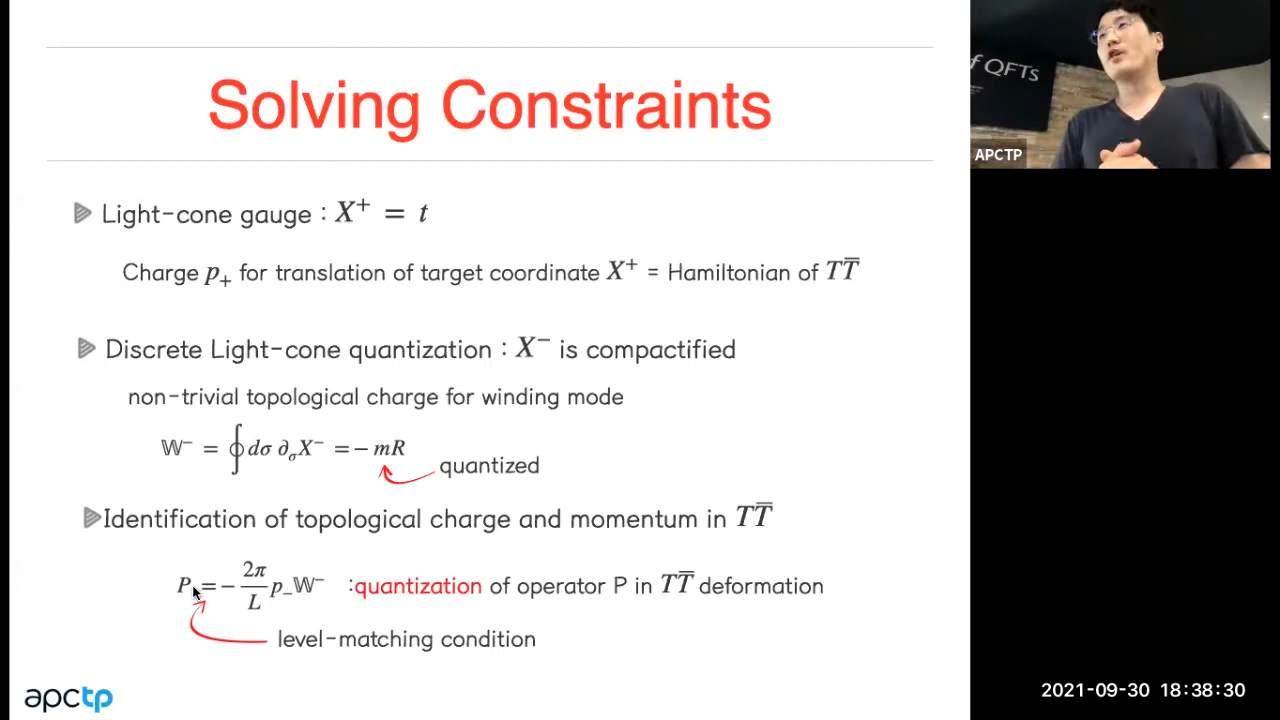 Solving Constraints
f QFTs
APCTP
Light-cone gauge : X⁺ = t
Charge p₊ for translation of target coordinate X⁺ = Hamiltonian of TT̅
Discrete Light-cone quantization : X⁻ is compactified
non-trivial topological charge for winding mode
𝕎⁻ = ∮ dσ ∂_σ X⁻ = − mR
quantized
Identification of topological charge and momentum in TT̅
P = − 2π/L p₋𝕎⁻ :quantization of operator P in TT̅ deformation
level-matching condition
apctp
2021-09-30 18:38:30